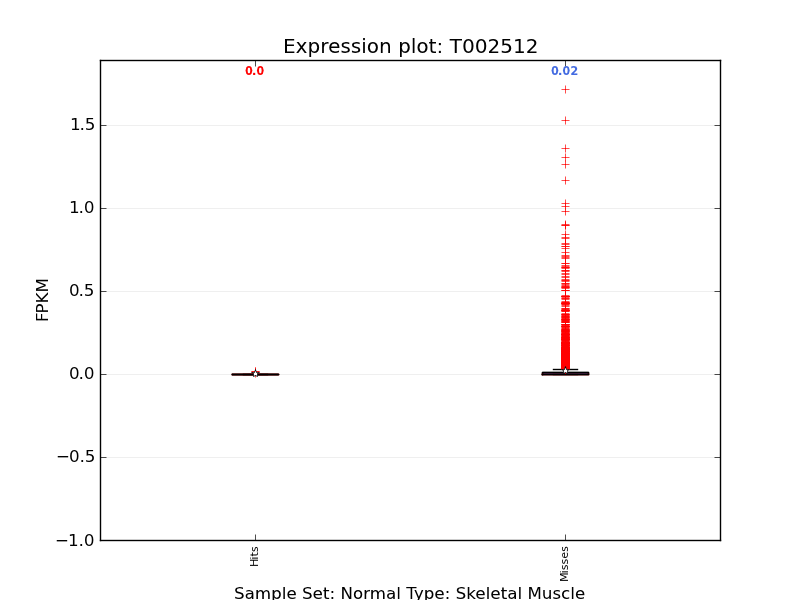 Expression plot: T002512
0.0
0.02
1.5
1.0
0.5
0.0
−0.5
−1.0
FPKM
Hits
Misses
Sample Set: Normal Type: Skeletal Muscle